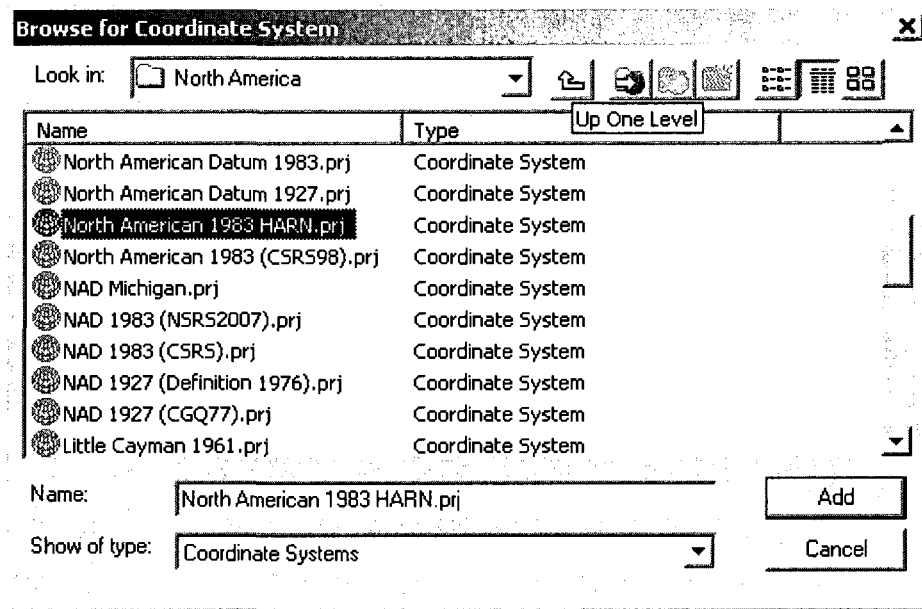 Browse for Coordinate System
Look in: North America
Up One Level
Name Type
North American Datum 1983.prj Coordinate System
North American Datum 1927.prj Coordinate System
North American 1983 HARN.prj Coordinate System
North American 1983 (CSRS98).prj Coordinate System
NAD Michigan.prj Coordinate System
NAD 1983 (NSRS2007).prj Coordinate System
NAD 1983 (CSRS).prj Coordinate System
NAD 1927 (Definition 1976).prj Coordinate System
NAD 1927 (CGQ77).prj Coordinate System
Little Cayman 1961.prj Coordinate System
Name: North American 1983 HARN.prj Add
Show of type: Coordinate Systems Cancel